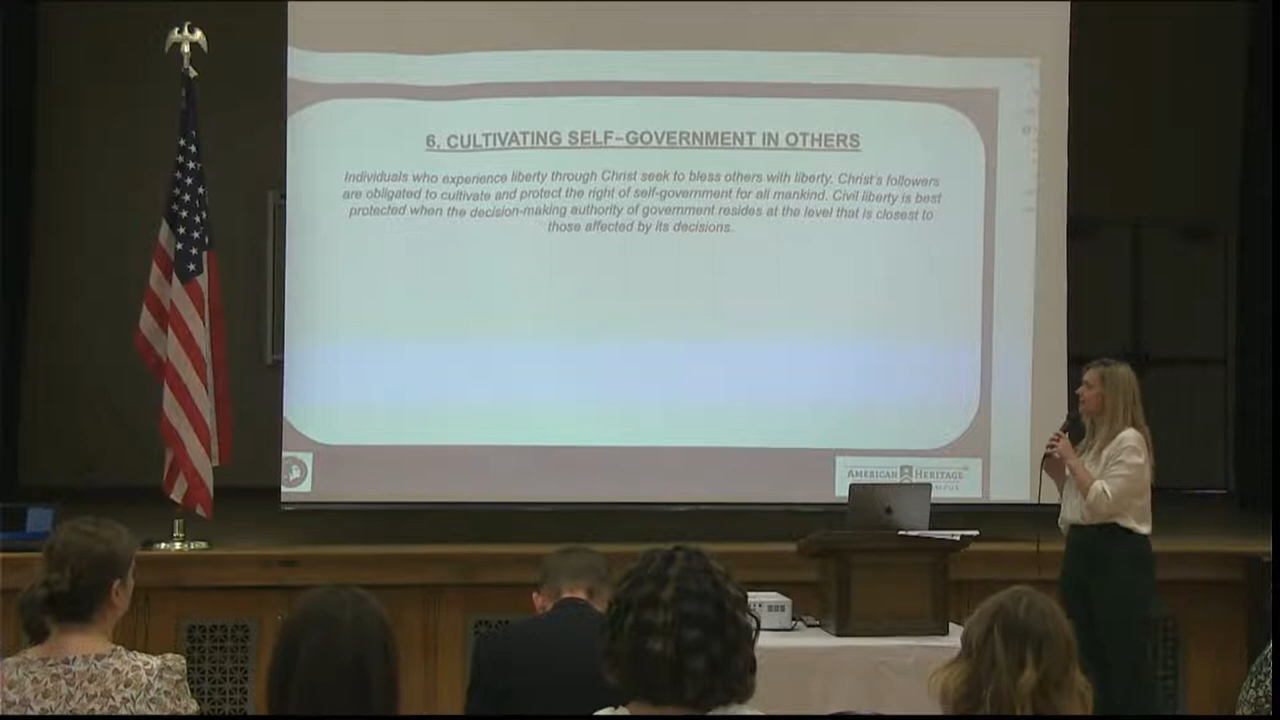 6. CULTIVATING SELF-GOVERNMENT IN OTHERS
Individuals who experience liberty through Christ seek to bless others with liberty. Christ's followers
are obligated to cultivate and protect the right of self-government for all mankind. Civil liberty is best
protected when the decision-making authority of government resides at the level that is closest to
those affected by its decisions.
AMERICAN HERITAGE